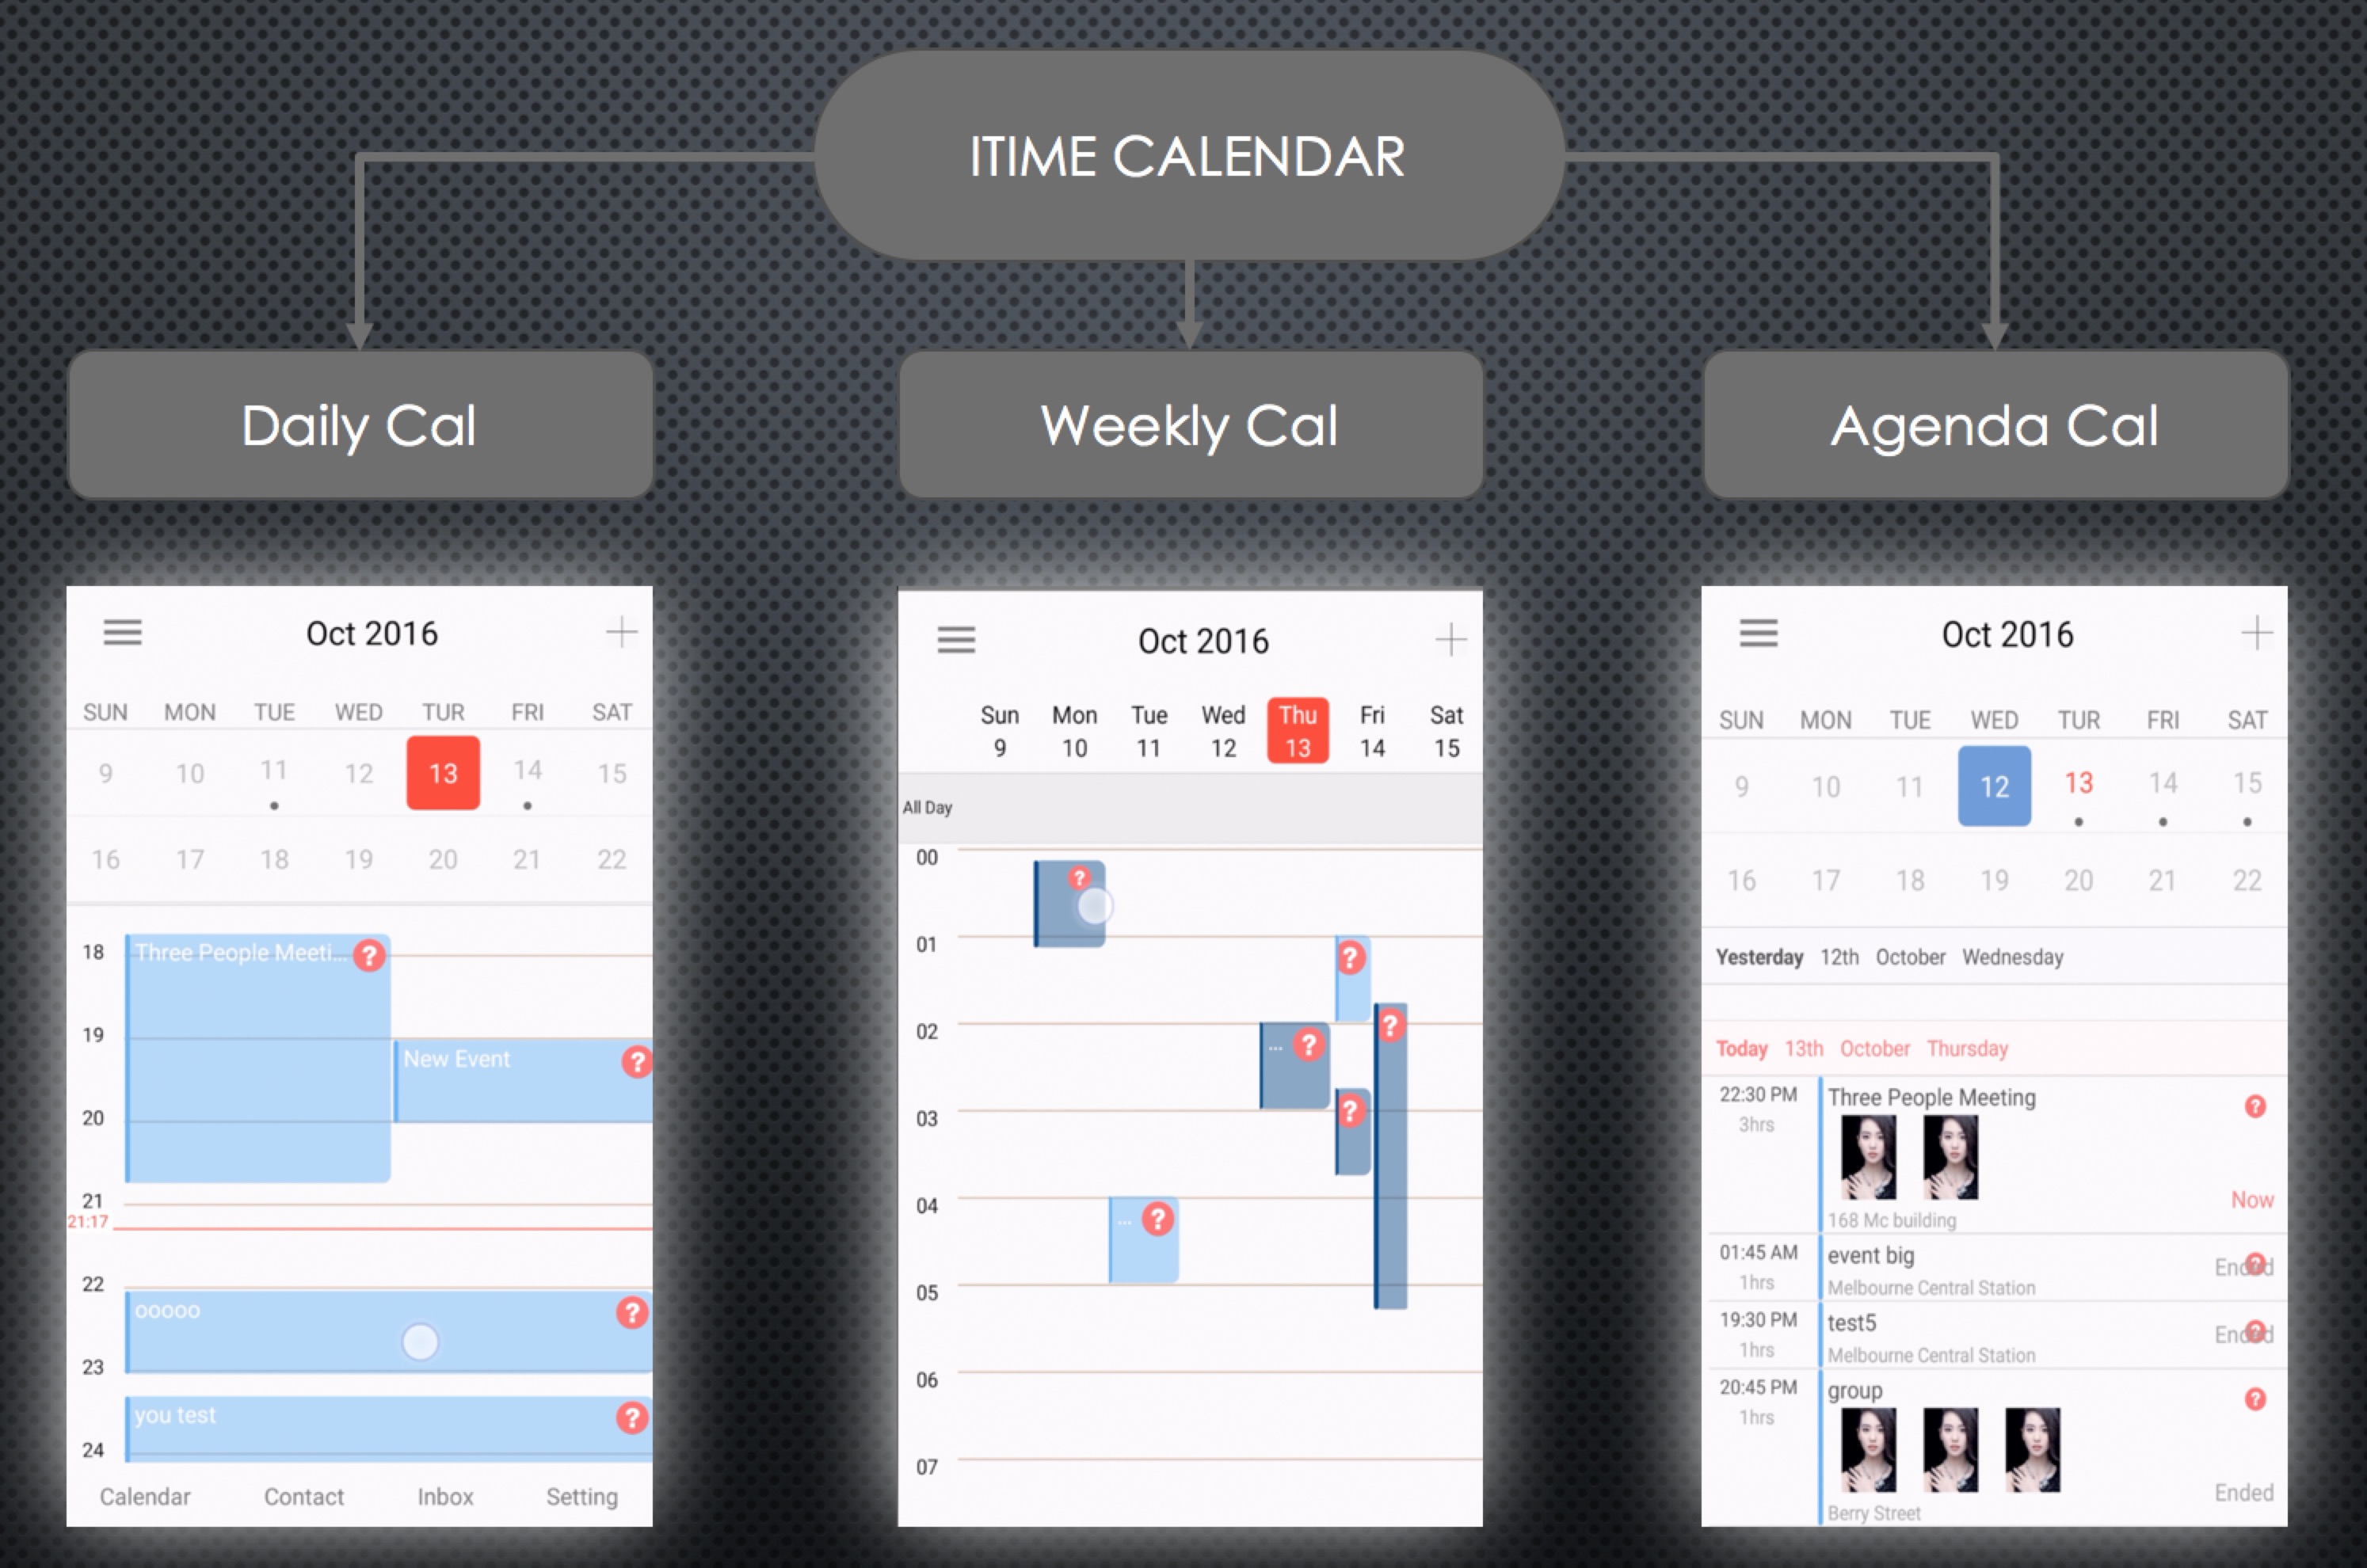 ITIME CALENDAR
Daily Cal
Weekly Cal
Agenda Cal
Oct 2016
SUN MON TUE WED TUR FRI SAT
9 10 11 12 13 14 15
16 17 18 19 20 21 22
18
Three People Meeti...
?
19
New Event
?
20
21
21:17
22
ooooo
?
23
you test
?
24
Calendar Contact Inbox Setting
Oct 2016
Sun Mon Tue Wed Thu Fri Sat
9 10 11 12 13 14 15
All Day
00
?
01
?
02
?
... ?
03
?
04
... ?
05
06
07
Oct 2016
SUN MON TUE WED TUR FRI SAT
9 10 11 12 13 14 15
16 17 18 19 20 21 22
Yesterday 12th October Wednesday
Today 13th October Thursday
22:30 PM Three People Meeting ?
3hrs
Now
168 Mc building
01:45 AM event big Ended ?
1hrs Melbourne Central Station
19:30 PM test5 Ended ?
1hrs Melbourne Central Station
20:45 PM group ?
1hrs
Ended
Berry Street